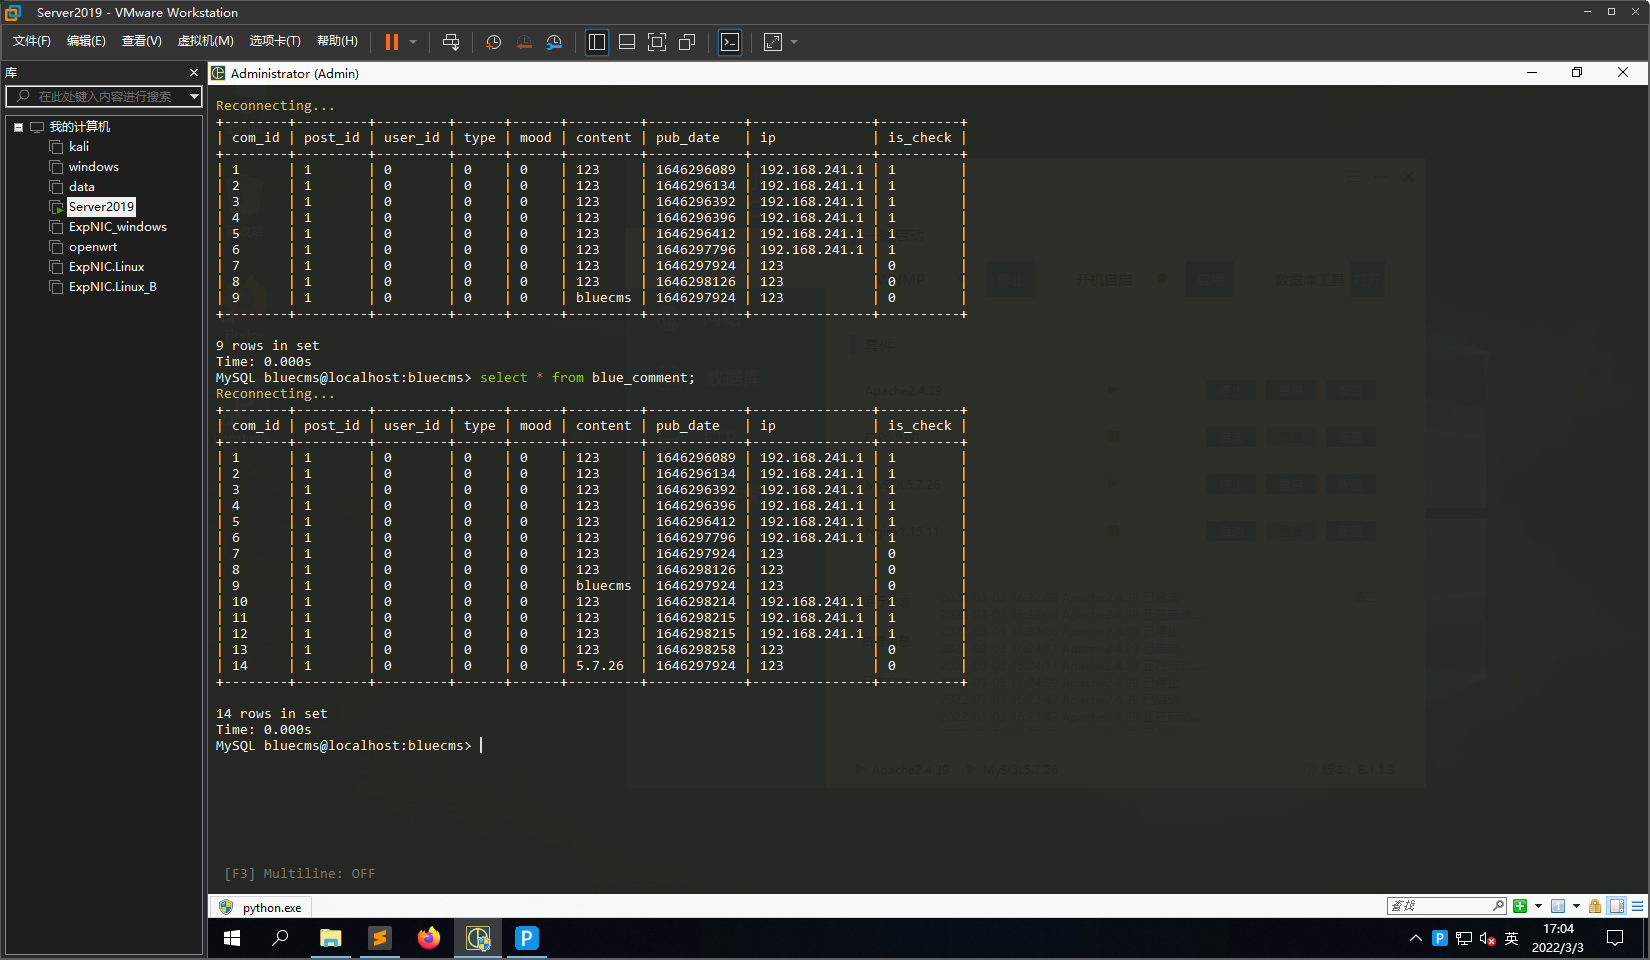 Server2019 - VMware Workstation
文件(F) 编辑(E) 查看(V) 虚拟机(M) 选项卡(T) 帮助(H)
库
在此处键入内容进行搜索
我的计算机
kali
windows
data
Server2019
ExpNIC_windows
openwrt
ExpNIC.Linux
ExpNIC.Linux_B
Administrator (Admin)
Reconnecting...
+--------+---------+---------+------+------+---------+------------+---------------+----------+
| com_id | post_id | user_id | type | mood | content | pub_date   | ip            | is_check |
+--------+---------+---------+------+------+---------+------------+---------------+----------+
| 1      | 1       | 0       | 0    | 0    | 123     | 1646296089 | 192.168.241.1 | 1        |
| 2      | 1       | 0       | 0    | 0    | 123     | 1646296134 | 192.168.241.1 | 1        |
| 3      | 1       | 0       | 0    | 0    | 123     | 1646296392 | 192.168.241.1 | 1        |
| 4      | 1       | 0       | 0    | 0    | 123     | 1646296396 | 192.168.241.1 | 1        |
| 5      | 1       | 0       | 0    | 0    | 123     | 1646296412 | 192.168.241.1 | 1        |
| 6      | 1       | 0       | 0    | 0    | 123     | 1646297796 | 192.168.241.1 | 1        |
| 7      | 1       | 0       | 0    | 0    | 123     | 1646297924 | 123           | 0        |
| 8      | 1       | 0       | 0    | 0    | 123     | 1646298126 | 123           | 0        |
| 9      | 1       | 0       | 0    | 0    | bluecms | 1646297924 | 123           | 0        |
+--------+---------+---------+------+------+---------+------------+---------------+----------+
9 rows in set
Time: 0.000s
MySQL bluecms@localhost:bluecms> select * from blue_comment;
Reconnecting...
+--------+---------+---------+------+------+---------+------------+---------------+----------+
| com_id | post_id | user_id | type | mood | content | pub_date   | ip            | is_check |
+--------+---------+---------+------+------+---------+------------+---------------+----------+
| 1      | 1       | 0       | 0    | 0    | 123     | 1646296089 | 192.168.241.1 | 1        |
| 2      | 1       | 0       | 0    | 0    | 123     | 1646296134 | 192.168.241.1 | 1        |
| 3      | 1       | 0       | 0    | 0    | 123     | 1646296392 | 192.168.241.1 | 1        |
| 4      | 1       | 0       | 0    | 0    | 123     | 1646296396 | 192.168.241.1 | 1        |
| 5      | 1       | 0       | 0    | 0    | 123     | 1646296412 | 192.168.241.1 | 1        |
| 6      | 1       | 0       | 0    | 0    | 123     | 1646297796 | 192.168.241.1 | 1        |
| 7      | 1       | 0       | 0    | 0    | 123     | 1646297924 | 123           | 0        |
| 8      | 1       | 0       | 0    | 0    | 123     | 1646298126 | 123           | 0        |
| 9      | 1       | 0       | 0    | 0    | bluecms | 1646297924 | 123           | 0        |
| 10     | 1       | 0       | 0    | 0    | 123     | 1646298214 | 192.168.241.1 | 1        |
| 11     | 1       | 0       | 0    | 0    | 123     | 1646298215 | 192.168.241.1 | 1        |
| 12     | 1       | 0       | 0    | 0    | 123     | 1646298215 | 192.168.241.1 | 1        |
| 13     | 1       | 0       | 0    | 0    | 123     | 1646298258 | 123           | 0        |
| 14     | 1       | 0       | 0    | 0    | 5.7.26  | 1646297924 | 123           | 0        |
+--------+---------+---------+------+------+---------+------------+---------------+----------+
14 rows in set
Time: 0.000s
MySQL bluecms@localhost:bluecms>
[F3] Multiline: OFF
python.exe
查找
英
17:04
2022/3/3